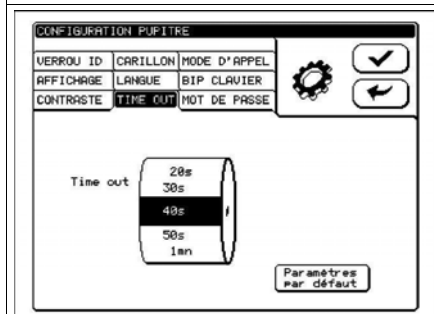 CONFIGURATION PUPITRE
VERROU ID CARILLON MODE D'APPEL
AFFICHAGE LANGUE BIP CLAVIER
CONTRASTE TIME OUT MOT DE PASSE
Time out
20s
30s
40s
50s
1mn
Paramètres
par défaut